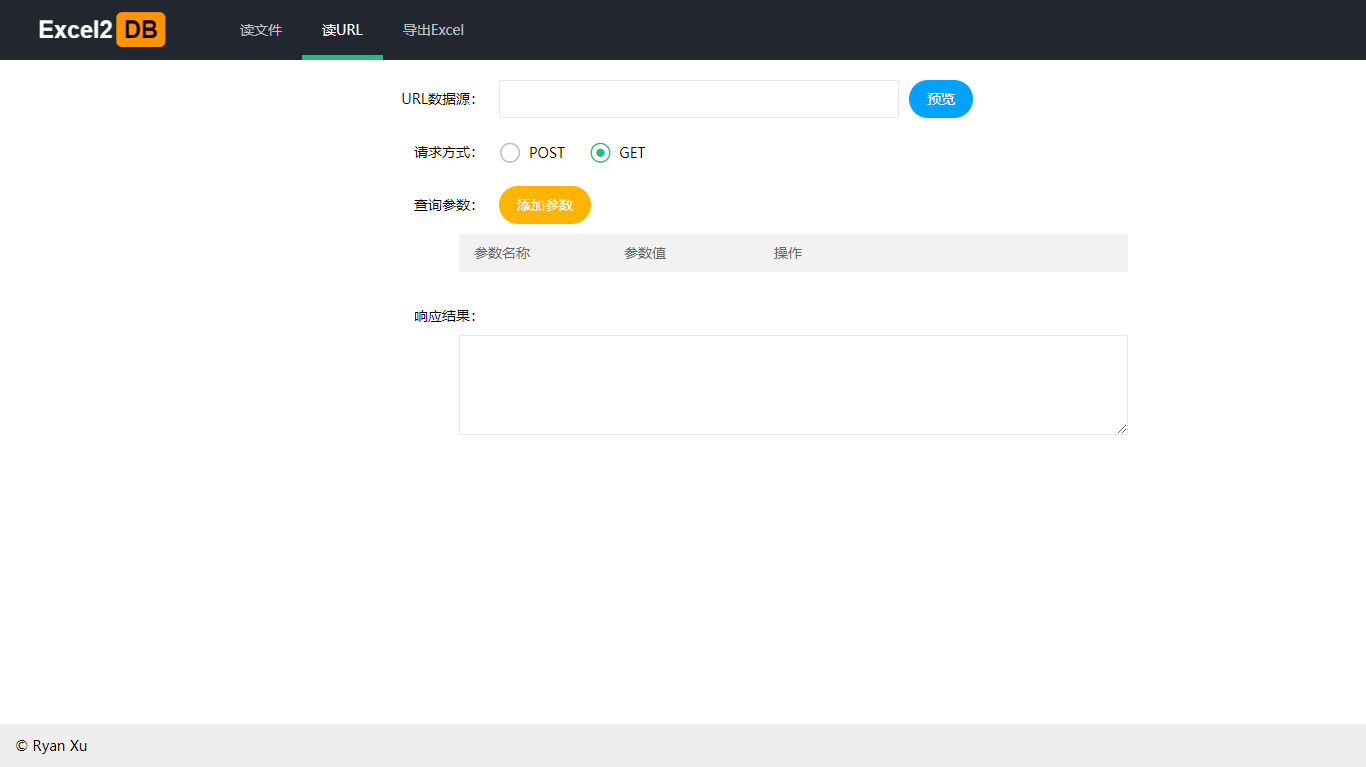 Excel2 DB 读文件 读URL 导出Excel
URL数据源： 预览
请求方式： POST GET
查询参数： 添加参数
参数名称 参数值 操作
响应结果：
© Ryan Xu